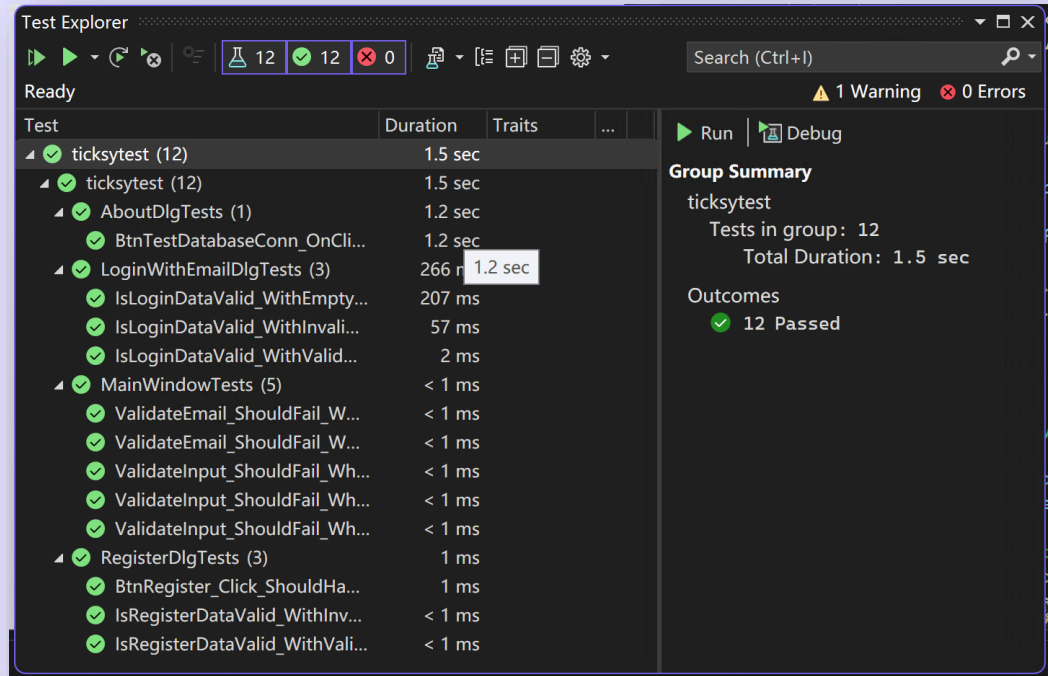 Test Explorer
12 12 0
Search (Ctrl+I)
Ready
1 Warning 0 Errors
Test Duration Traits ...
ticksytest (12) 1.5 sec
ticksytest (12) 1.5 sec
AboutDlgTests (1) 1.2 sec
BtnTestDatabaseConn_OnCli... 1.2 sec
LoginWithEmailDlgTests (3) 266 m
1.2 sec
IsLoginDataValid_WithEmpty... 207 ms
IsLoginDataValid_WithInvali... 57 ms
IsLoginDataValid_WithValid... 2 ms
MainWindowTests (5) < 1 ms
ValidateEmail_ShouldFail_W... < 1 ms
ValidateEmail_ShouldFail_W... < 1 ms
ValidateInput_ShouldFail_Wh... < 1 ms
ValidateInput_ShouldFail_Wh... < 1 ms
ValidateInput_ShouldFail_Wh... < 1 ms
RegisterDlgTests (3) 1 ms
BtnRegister_Click_ShouldHa... 1 ms
IsRegisterDataValid_WithInv... < 1 ms
IsRegisterDataValid_WithVali... < 1 ms
Run Debug
Group Summary
ticksytest
Tests in group: 12
Total Duration: 1.5 sec
Outcomes
12 Passed